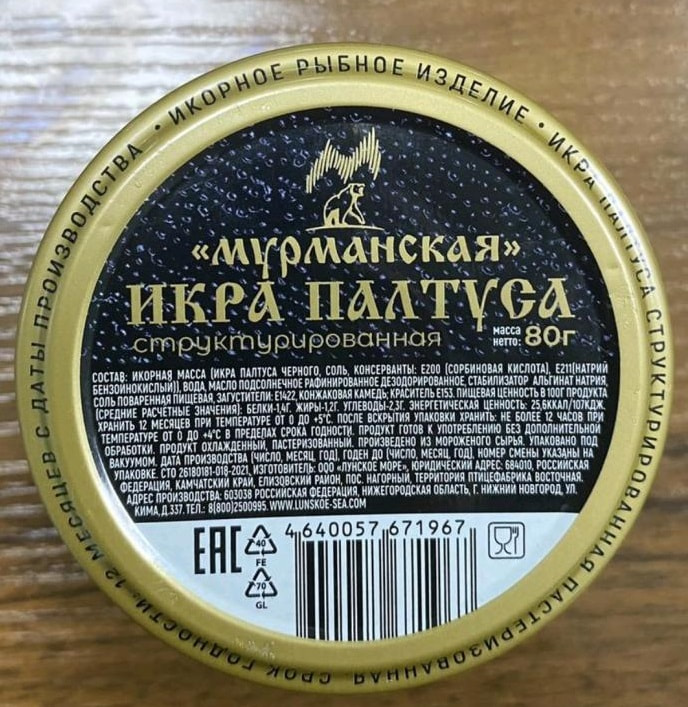 ИКОРНОЕ РЫБНОЕ ИЗДЕЛИЕ • ИКРА ПАЛТУСА СТРУКТУРИРОВАННАЯ ПАСТЕРИЗОВАННАЯ
СРОК ГОДНОСТИ: 12 МЕСЯЦЕВ С ДАТЫ ПРОИЗВОДСТВА •
«МУРМАНСКАЯ»
ИКРА ПАЛТУСА
структурированная
масса
нетто: 80г
СОСТАВ: ИКОРНАЯ МАССА (ИКРА ПАЛТУСА ЧЕРНОГО, СОЛЬ, КОНСЕРВАНТЫ: Е200 (СОРБИНОВАЯ КИСЛОТА), Е211(НАТРИЙ
БЕНЗОИНОКИСЛЫЙ)), ВОДА, МАСЛО ПОДСОЛНЕЧНОЕ РАФИНИРОВАННОЕ ДЕЗОДОРИРОВАННОЕ, СТАБИЛИЗАТОР АЛЬГИНАТ НАТРИЯ,
СОЛЬ ПОВАРЕННАЯ ПИЩЕВАЯ, ЗАГУСТИТЕЛИ: Е1422, КОНЖАКОВАЯ КАМЕДЬ; КРАСИТЕЛЬ Е153. ПИЩЕВАЯ ЦЕННОСТЬ В 100Г ПРОДУКТА
(СРЕДНИЕ РАСЧЕТНЫЕ ЗНАЧЕНИЯ): БЕЛКИ-1,4Г. ЖИРЫ-1,2Г. УГЛЕВОДЫ-2,3Г. ЭНЕРГЕТИЧЕСКАЯ ЦЕННОСТЬ: 25,6ККАЛ/107КДЖ.
ХРАНИТЬ 12 МЕСЯЦЕВ ПРИ ТЕМПЕРАТУРЕ ОТ 0 ДО +5°С. ПОСЛЕ ВСКРЫТИЯ УПАКОВКИ ХРАНИТЬ НЕ БОЛЕЕ 12 ЧАСОВ ПРИ
ТЕМПЕРАТУРЕ ОТ 0 ДО +4°С В ПРЕДЕЛАХ СРОКА ГОДНОСТИ. ПРОДУКТ ГОТОВ К УПОТРЕБЛЕНИЮ БЕЗ ДОПОЛНИТЕЛЬНОЙ
ОБРАБОТКИ. ПРОДУКТ ОХЛАЖДЕННЫЙ, ПАСТЕРИЗОВАННЫЙ. ПРОИЗВЕДЕНО ИЗ МОРОЖЕНОГО СЫРЬЯ. УПАКОВАНО ПОД
ВАКУУМОМ. ДАТА ПРОИЗВОДСТВА (ЧИСЛО, МЕСЯЦ, ГОД), ГОДЕН ДО (ЧИСЛО, МЕСЯЦ, ГОД), НОМЕР СМЕНЫ УКАЗАНЫ НА
УПАКОВКЕ СТО 2618018​1-018-2021, ИЗГОТОВИТЕЛЬ: ООО «ЛУНСКОЕ МОРЕ», ЮРИДИЧЕСКИЙ АДРЕС: 684010, РОССИЙСКАЯ
ФЕДЕРАЦИЯ, КАМЧАТСКИЙ КРАЙ, ЕЛИЗОВСКИЙ РАЙОН, ПОС. НАГОРНЫЙ, ТЕРРИТОРИЯ ПТИЦЕФАБРИКА ВОСТОЧНАЯ.
АДРЕС ПРОИЗВОДСТВА: 603038 РОССИЙСКАЯ ФЕДЕРАЦИЯ, НИЖЕГОРОДСКАЯ ОБЛАСТЬ, Г. НИЖНИЙ НОВГОРОД, УЛ.
КИМА,Д.337. ТЕЛ.: 8(800)2500995. WWW.LUNSKOE-SEA.COM
ЕАС
40
FE
70
GL
4 640057 671967